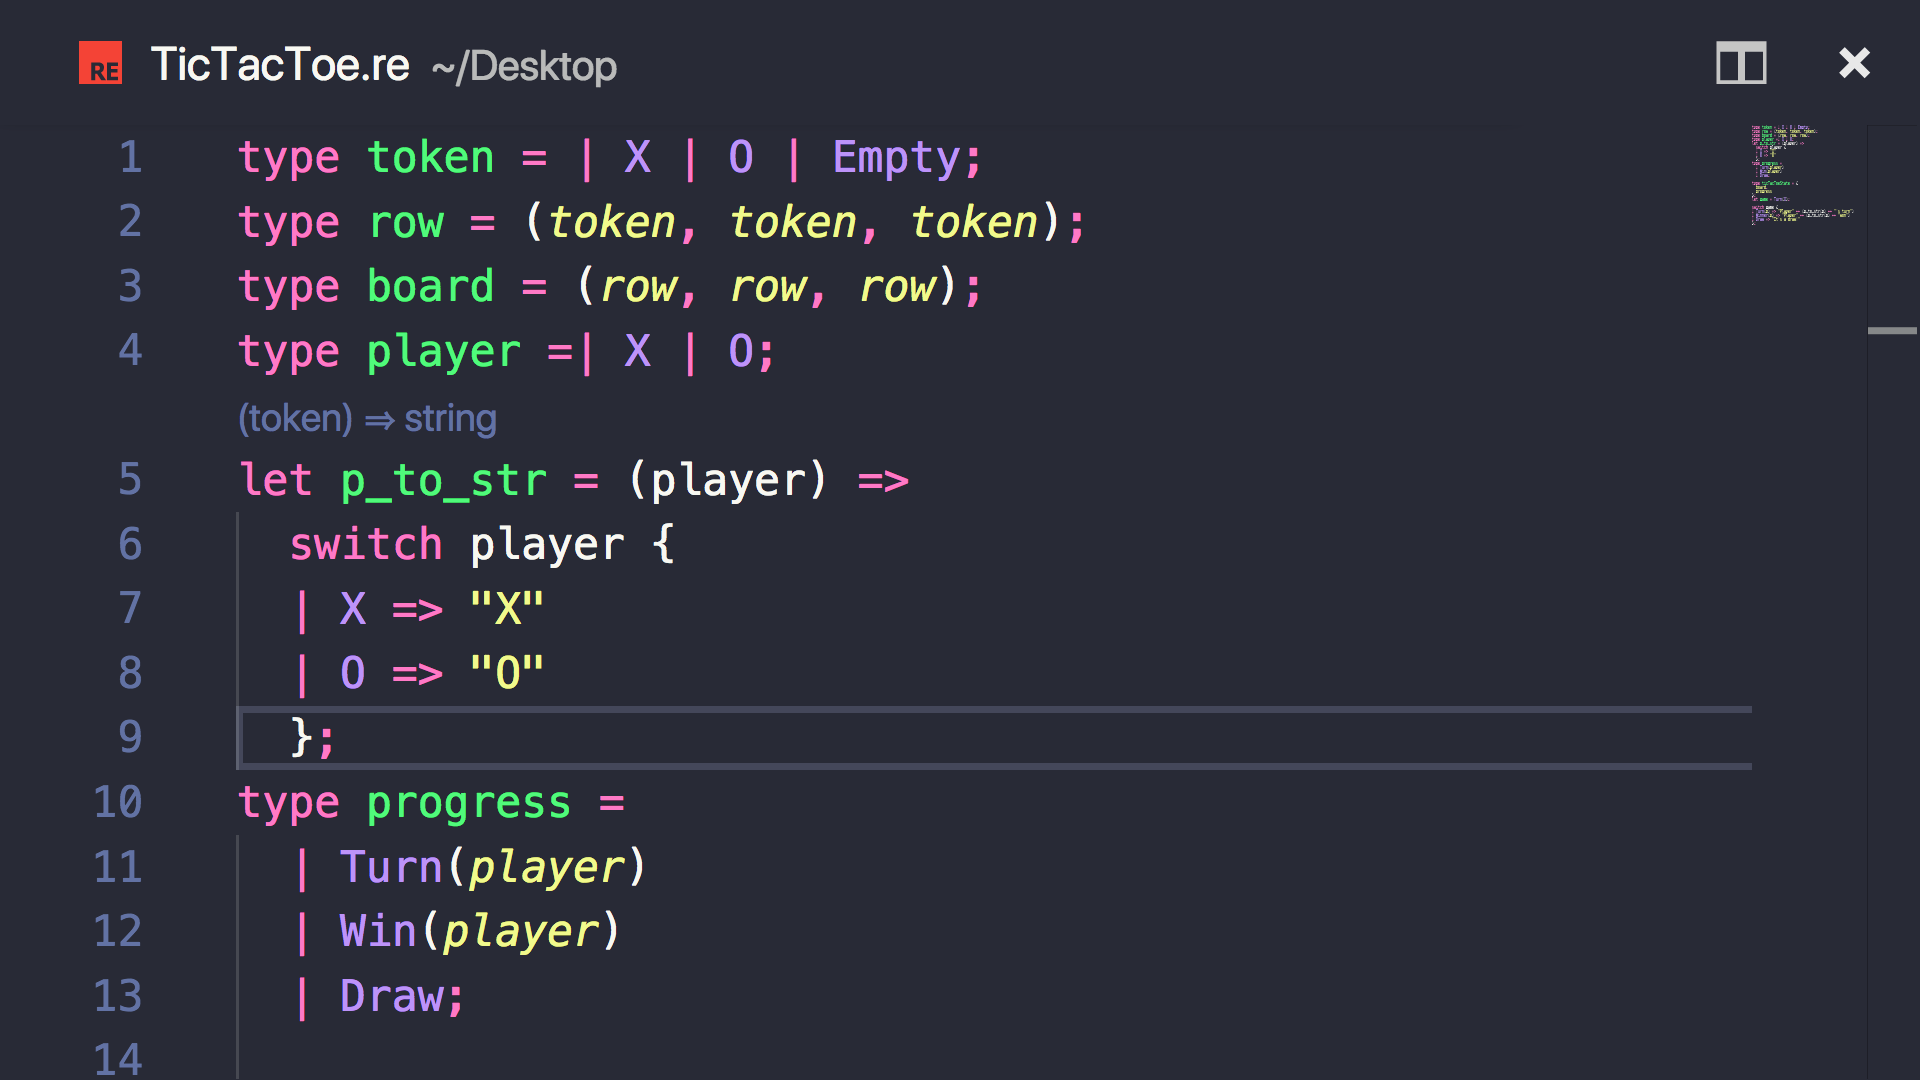 RE TicTacToe.re ~/Desktop
1 type token = | X | O | Empty;
2 type row = (token, token, token);
3 type board = (row, row, row);
4 type player =| X | O;
(token) ⇒ string
5 let p_to_str = (player) =>
6 switch player {
7 | X => "X"
8 | O => "O"
9 };
10 type progress =
11 | Turn(player)
12 | Win(player)
13 | Draw;
14